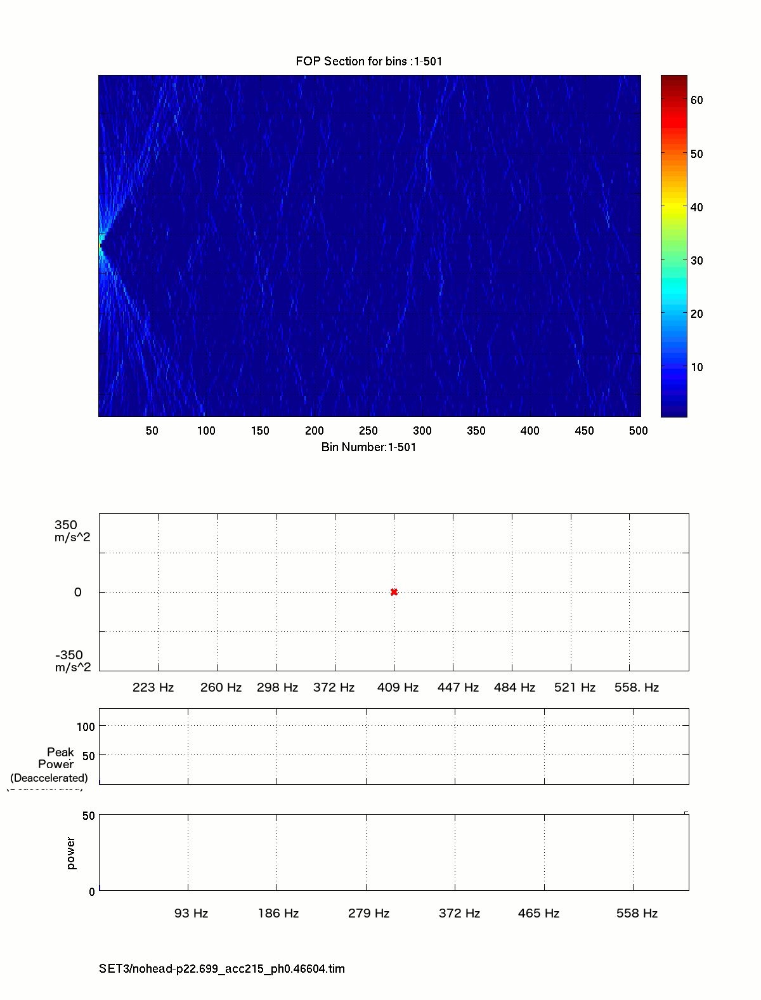 FOP Section for bins :1-501
60
50
40
30
20
10
50 100 150 200 250 300 350 400 450 500
Bin Number:1-501
350
m/s^2
0
-350
m/s^2
223 Hz 260 Hz 298 Hz 372 Hz 409 Hz 447 Hz 484 Hz 521 Hz 558. Hz
100
50
Peak
Power
(Deaccelerated)
50
power
0
93 Hz 186 Hz 279 Hz 372 Hz 465 Hz 558 Hz
SET3/nohead-p22.699_acc215_ph0.46604.tim